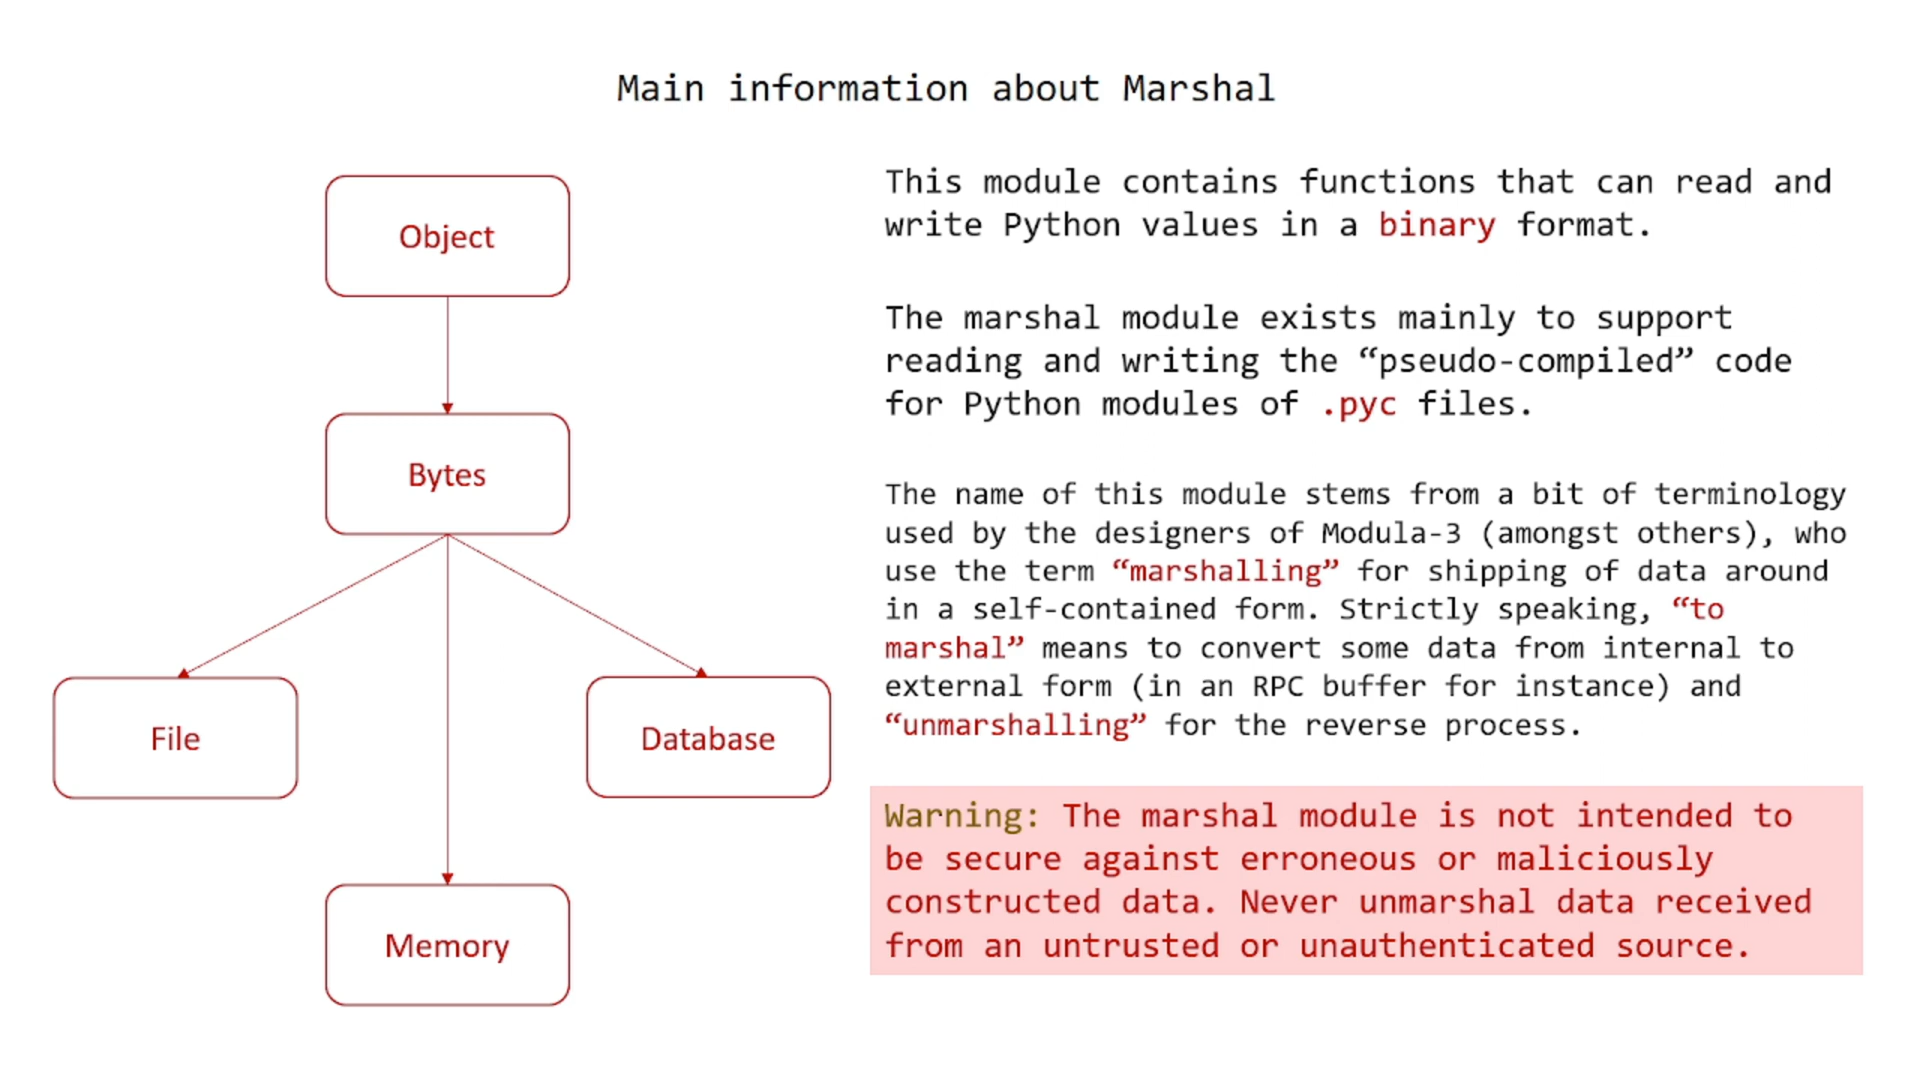 Main information about Marshal
Object
Bytes
File
Database
Memory
This module contains functions that can read and
write Python values in a binary format.
The marshal module exists mainly to support
reading and writing the “pseudo-compiled” code
for Python modules of .pyc files.
The name of this module stems from a bit of terminology
used by the designers of Modula-3 (amongst others), who
use the term “marshalling” for shipping of data around
in a self-contained form. Strictly speaking, “to
marshal” means to convert some data from internal to
external form (in an RPC buffer for instance) and
“unmarshalling” for the reverse process.
Warning: The marshal module is not intended to
be secure against erroneous or maliciously
constructed data. Never unmarshal data received
from an untrusted or unauthenticated source.